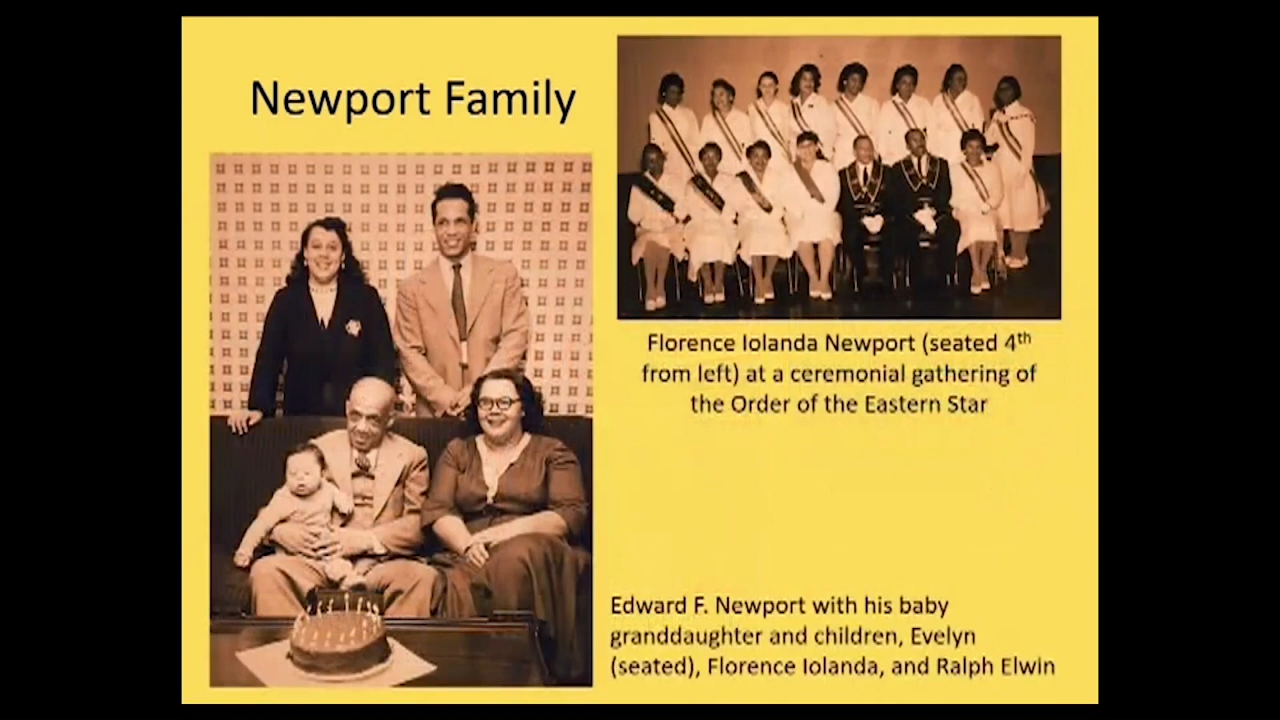 Newport Family
Florence Iolanda Newport (seated 4th
from left) at a ceremonial gathering of
the Order of the Eastern Star
Edward F. Newport with his baby
granddaughter and children, Evelyn
(seated), Florence Iolanda, and Ralph Elwin